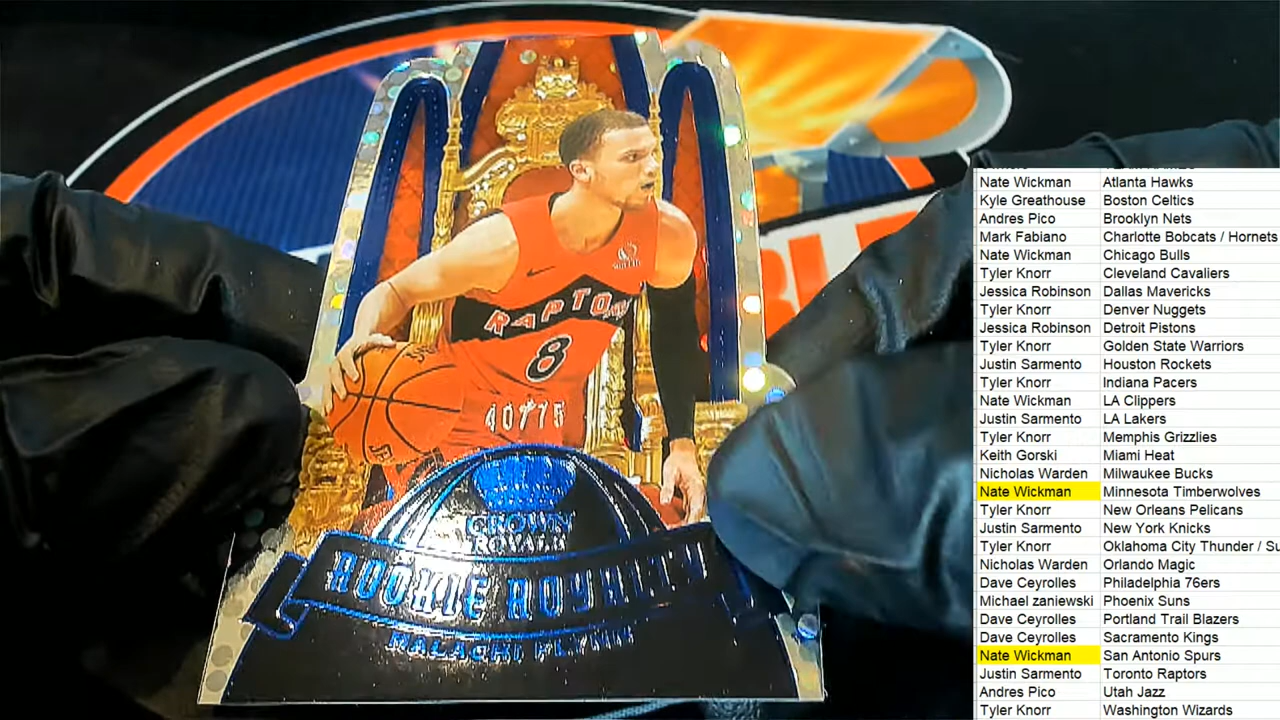 RAPTO
8
40/75
CROWN
ROYALE
ROOKIE ROYALTY
MALACHI FLYNN
Nate Wickman Atlanta Hawks
Kyle Greathouse Boston Celtics
Andres Pico Brooklyn Nets
Mark Fabiano Charlotte Bobcats / Hornets
Nate Wickman Chicago Bulls
Tyler Knorr Cleveland Cavaliers
Jessica Robinson Dallas Mavericks
Tyler Knorr Denver Nuggets
Jessica Robinson Detroit Pistons
Tyler Knorr Golden State Warriors
Justin Sarmento Houston Rockets
Tyler Knorr Indiana Pacers
Nate Wickman LA Clippers
Justin Sarmento LA Lakers
Tyler Knorr Memphis Grizzlies
Keith Gorski Miami Heat
Nicholas Warden Milwaukee Bucks
Nate Wickman Minnesota Timberwolves
Tyler Knorr New Orleans Pelicans
Justin Sarmento New York Knicks
Tyler Knorr Oklahoma City Thunder / Su
Nicholas Warden Orlando Magic
Dave Ceyrolles Philadelphia 76ers
Michael zaniewski Phoenix Suns
Dave Ceyrolles Portland Trail Blazers
Dave Ceyrolles Sacramento Kings
Nate Wickman San Antonio Spurs
Justin Sarmento Toronto Raptors
Andres Pico Utah Jazz
Tyler Knorr Washington Wizards